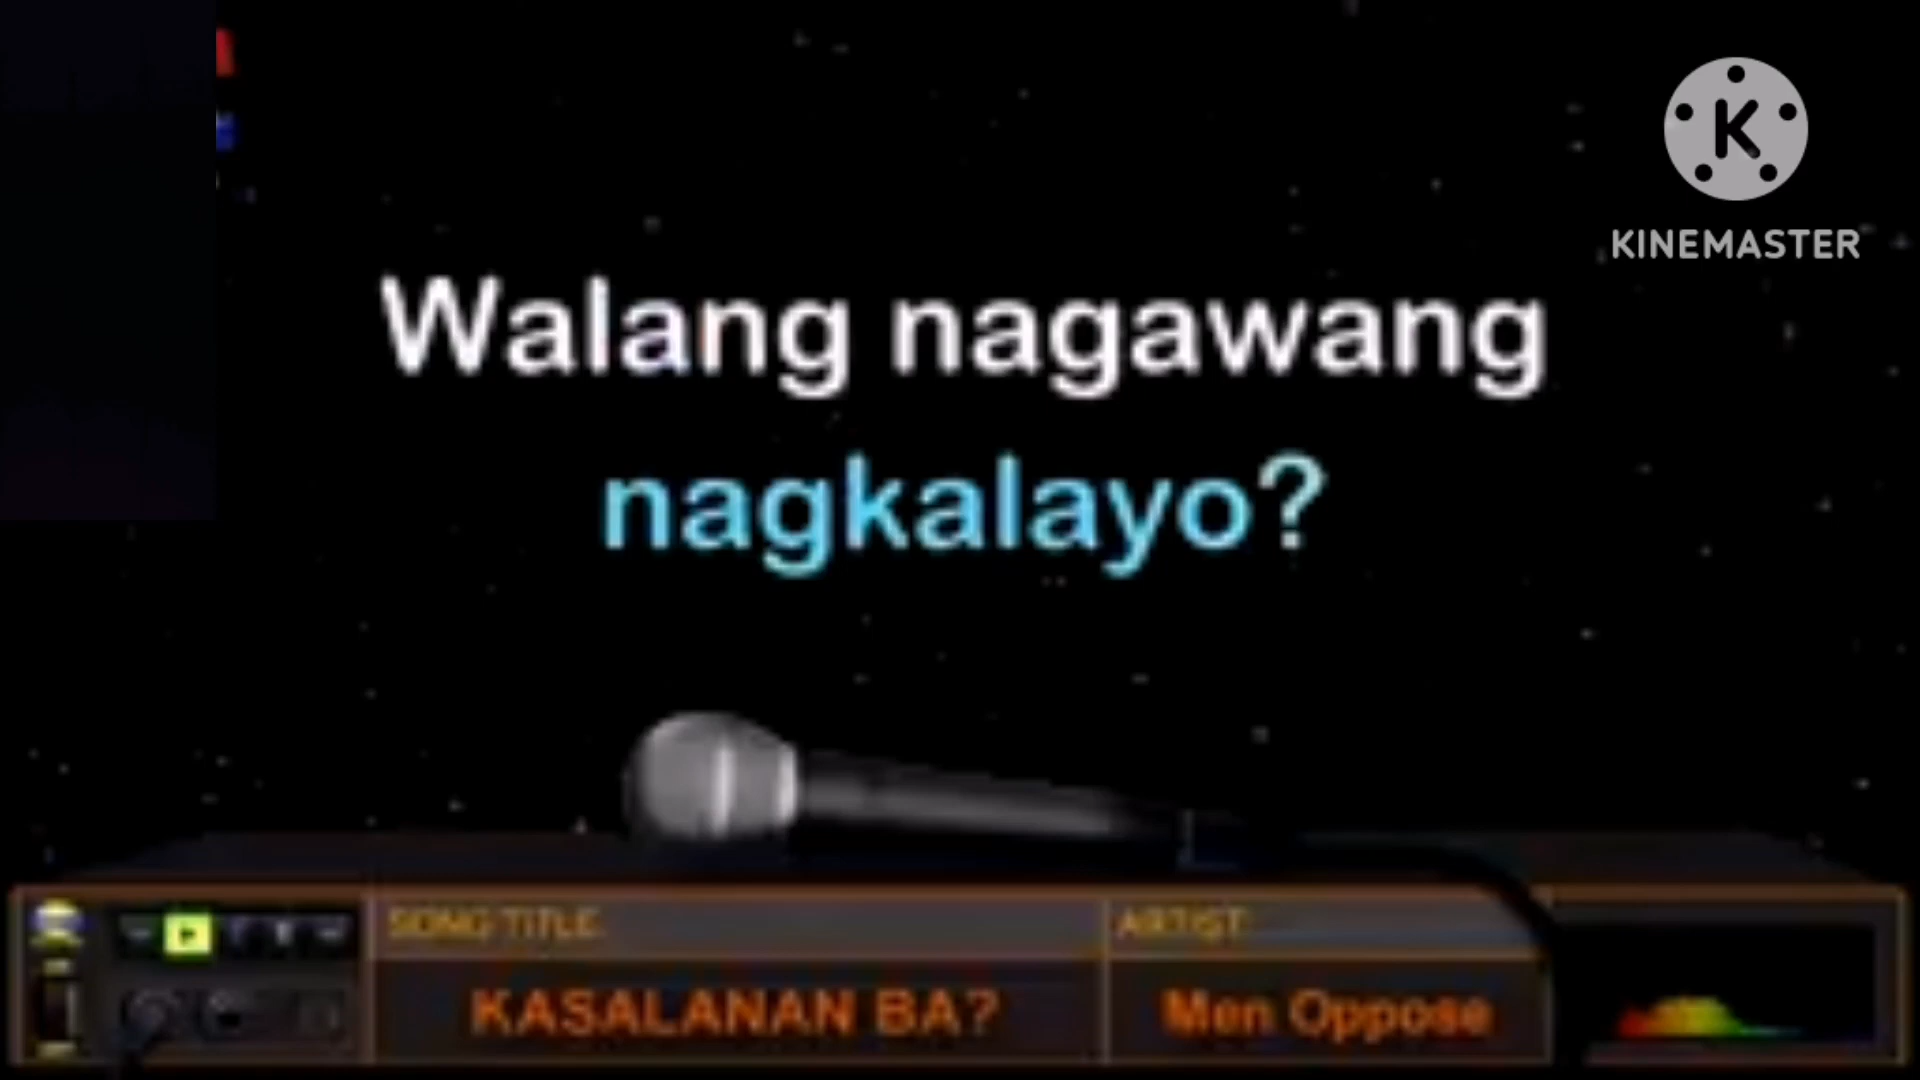 K
KINEMASTER
Walang nagawang
nagkalayo?
SONG TITLE:
ARTIST:
KASALANAN BA?
Men Oppose